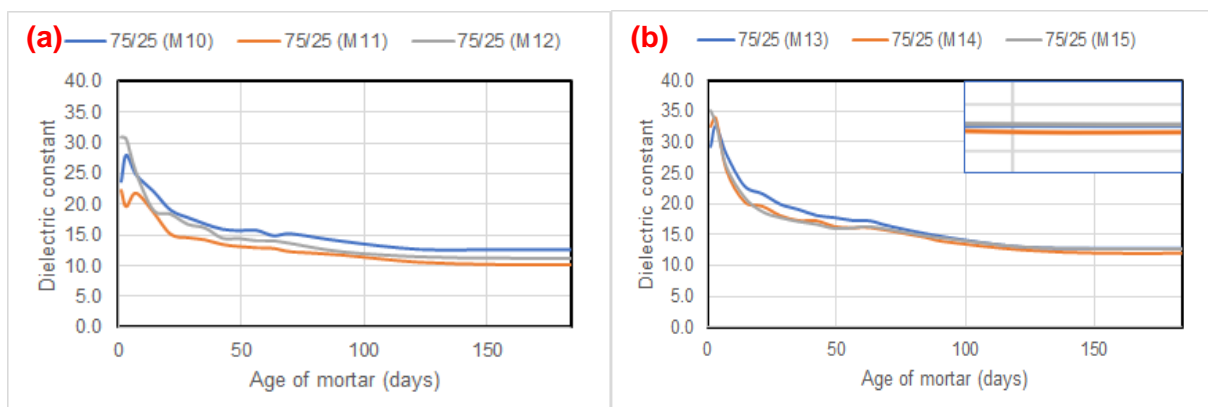 (a)
75/25 (M10) 75/25 (M11) 75/25 (M12)
40.0
35.0
30.0
25.0
20.0
15.0
10.0
5.0
0.0
Dielectric constant
0 50 100 150
Age of mortar (days)
(b)
75/25 (M13) 75/25 (M14) 75/25 (M15)
40.0
35.0
30.0
25.0
20.0
15.0
10.0
5.0
0.0
Dielectric constant
0 50 100 150
Age of mortar (days)